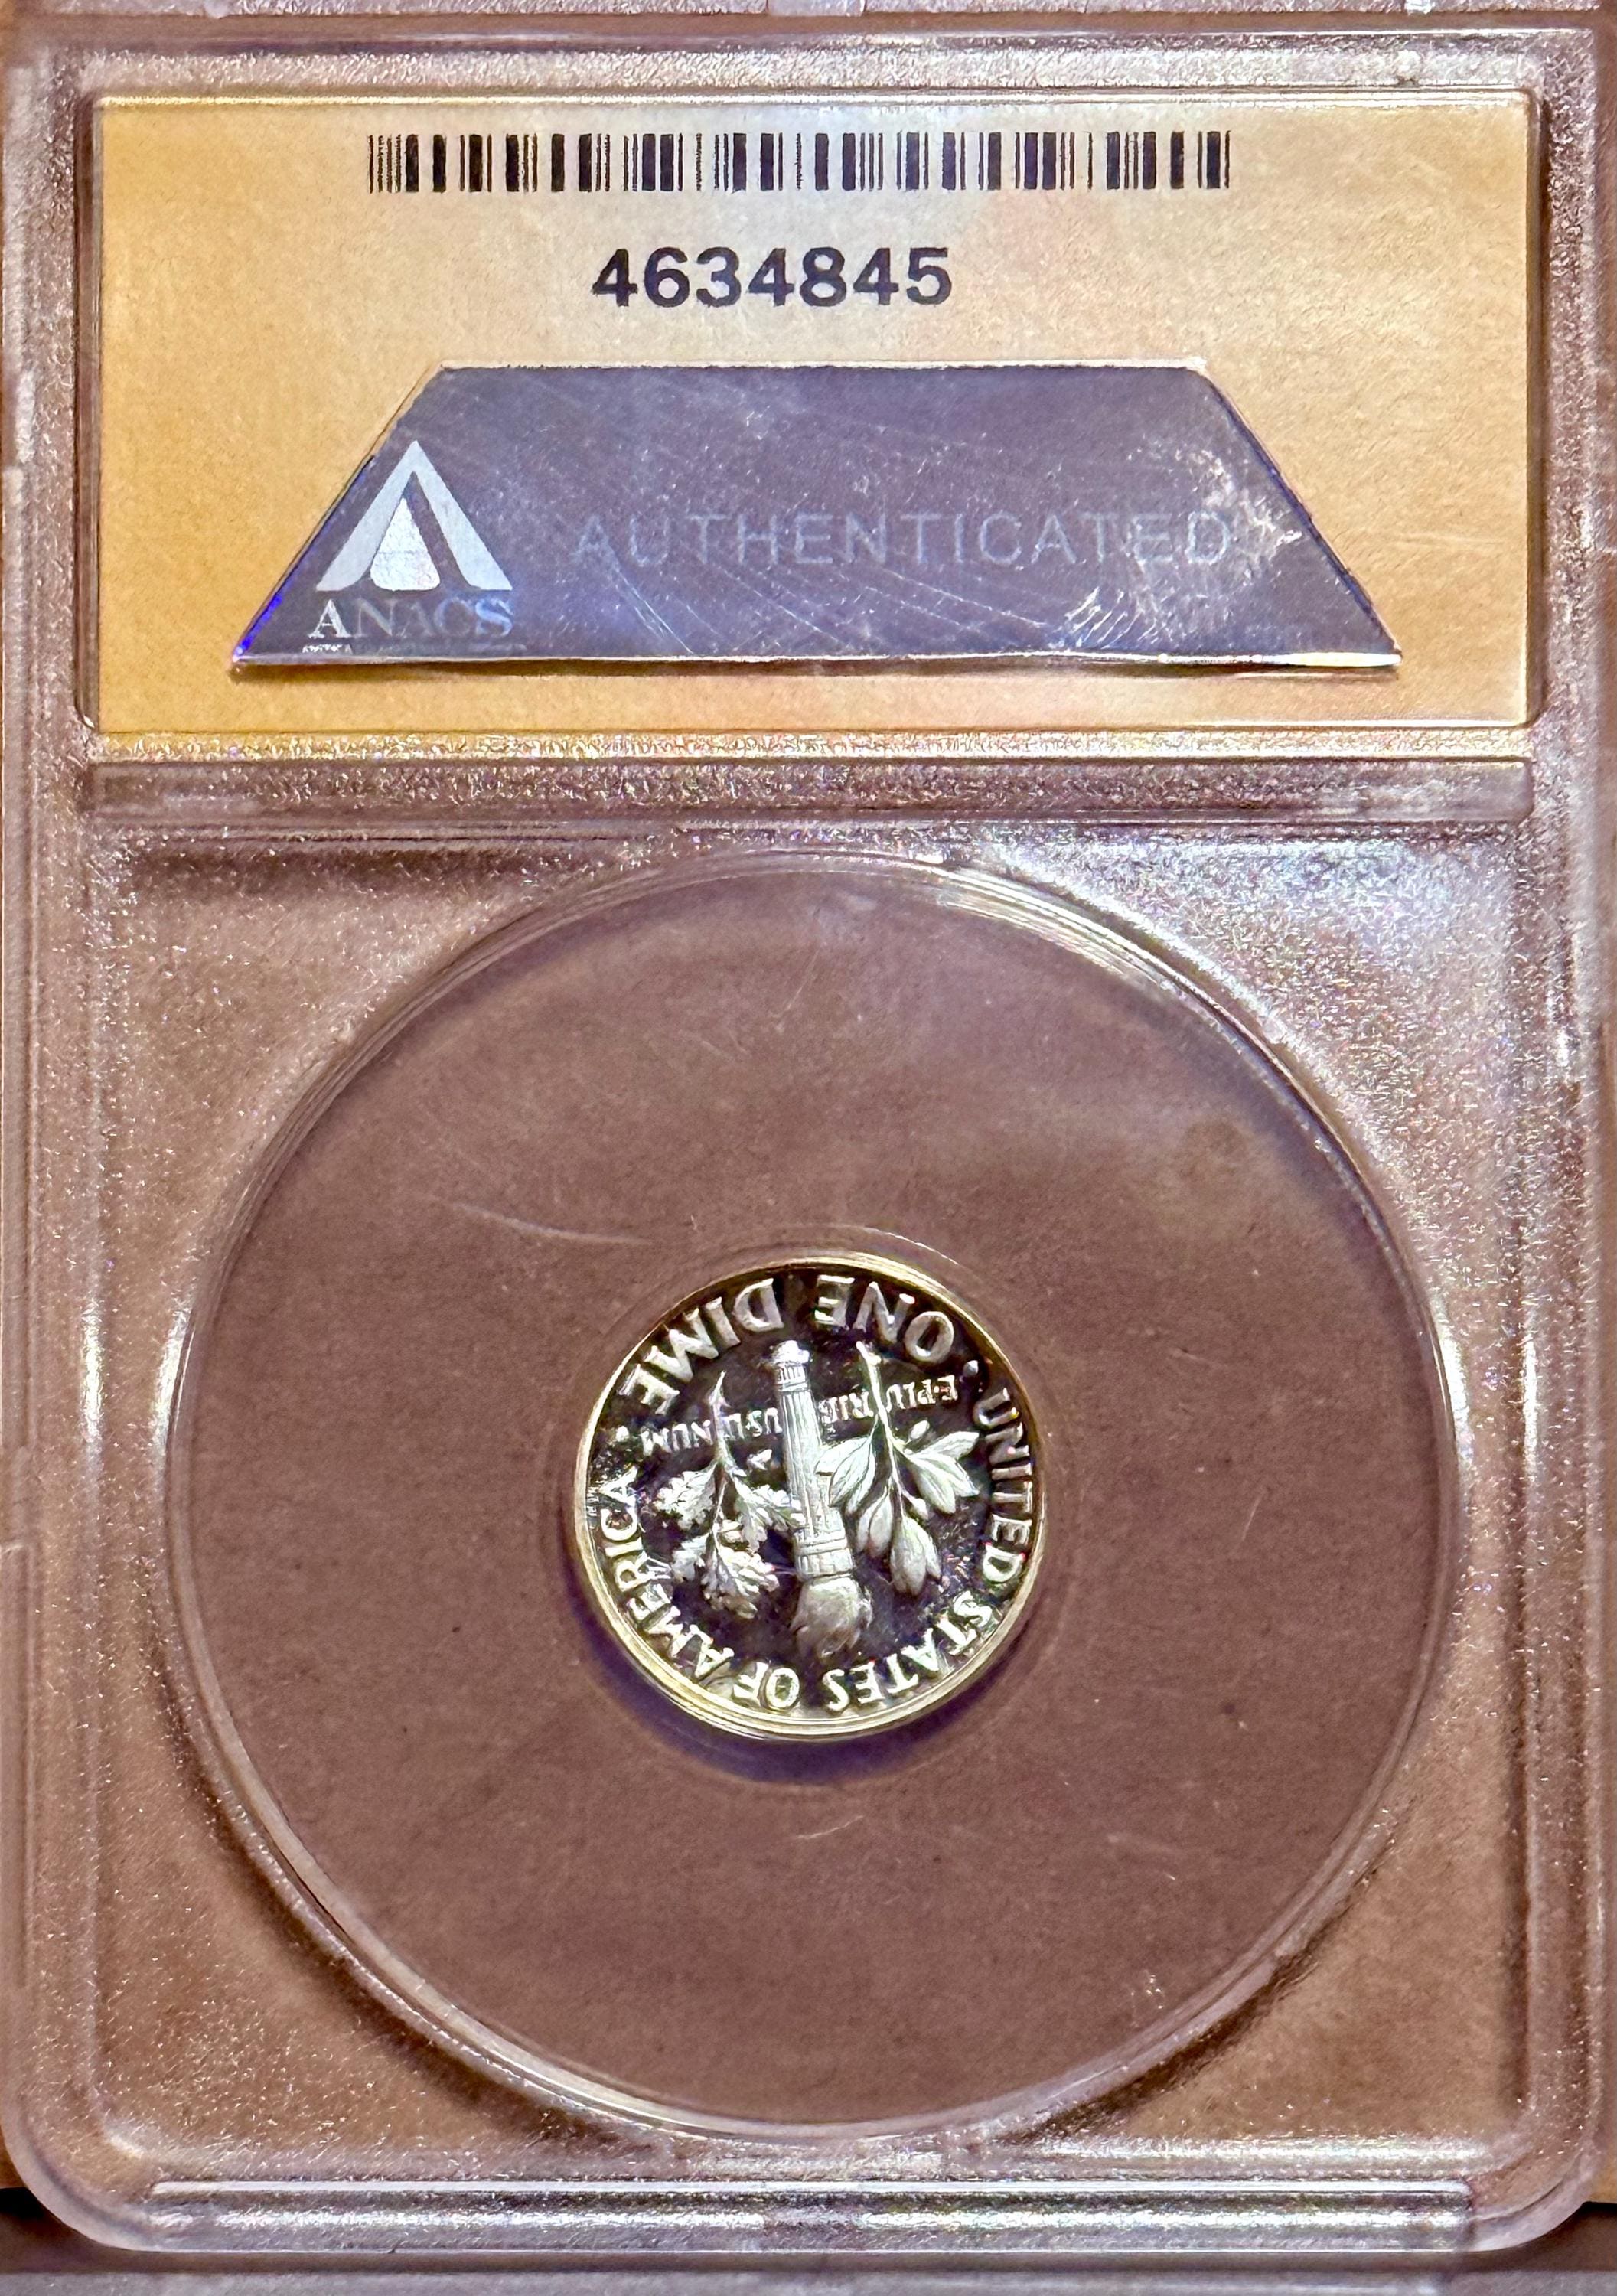 4634845
ANACS
AUTHENTICATED
UNITED STATES OF AMERICA
E·PLURIBUS·UNUM
ONE DIME